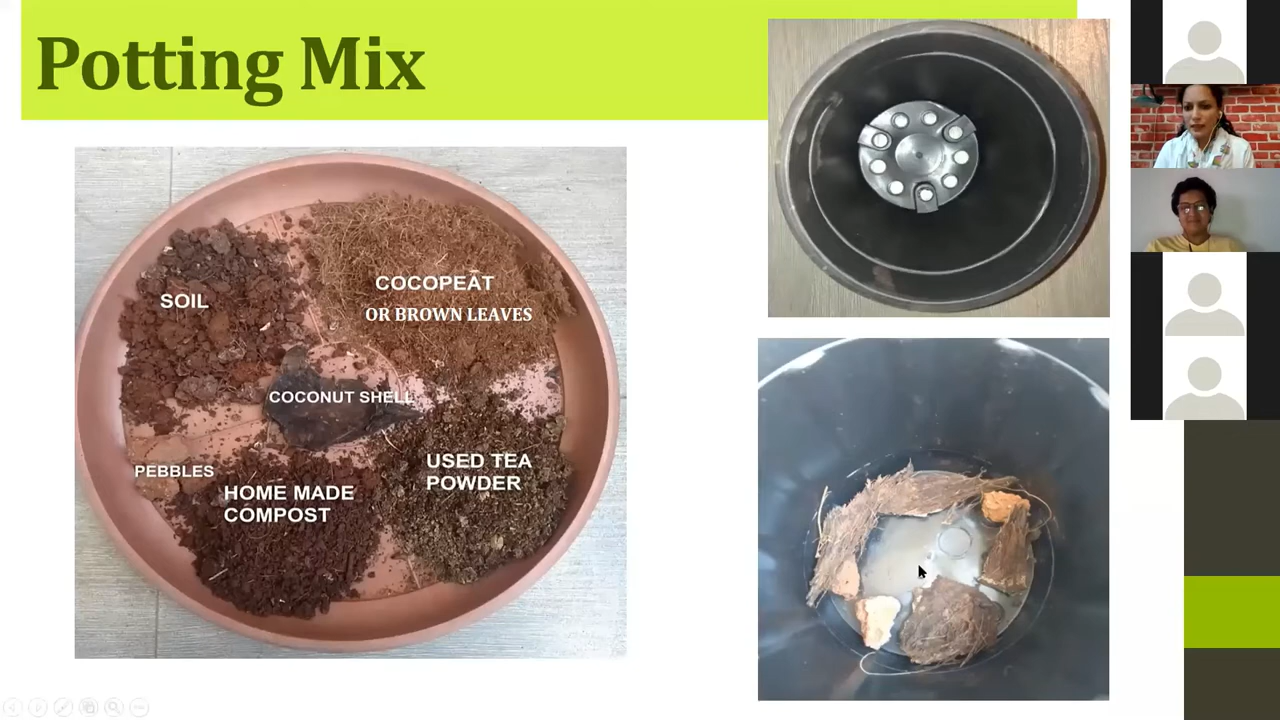 Potting Mix
SOIL
COCOPEAT
OR BROWN LEAVES
COCONUT SHELL
PEBBLES
HOME MADE
COMPOST
USED TEA
POWDER